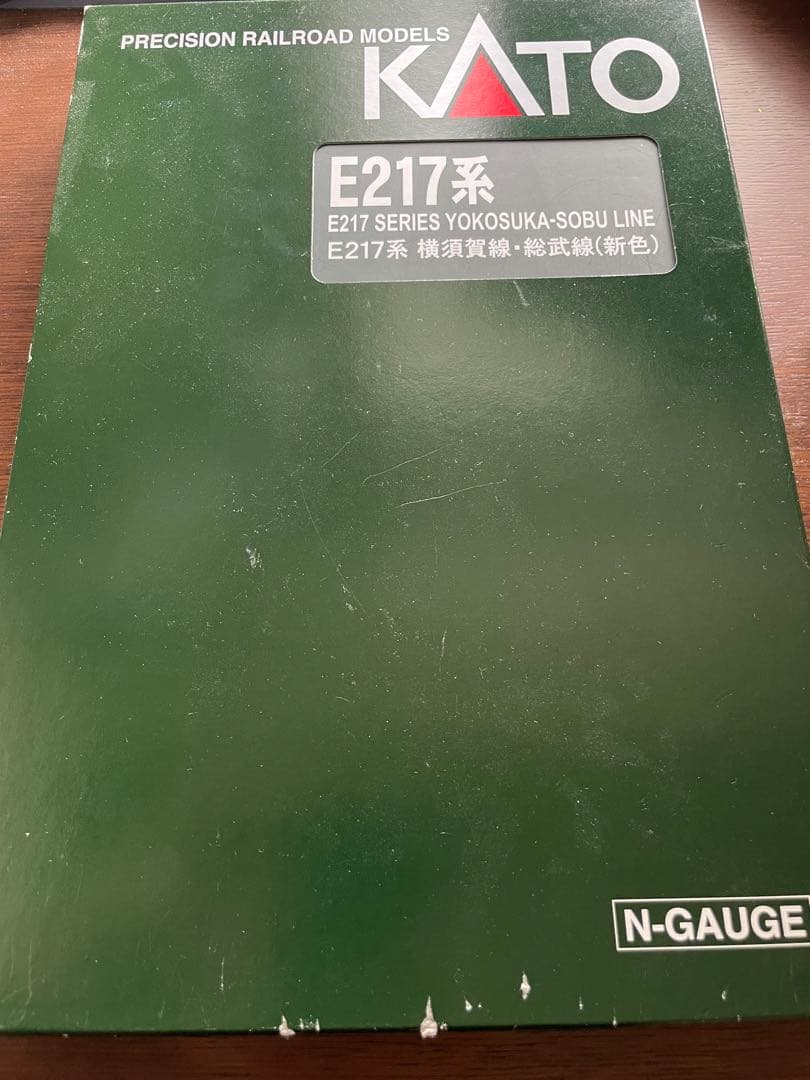 PRECISION RAILROAD MODELS
KATO
E217系
E217 SERIES YOKOSUKA-SOBU LINE
E217系 横須賀線・総武線(新色)
N-GAUGE